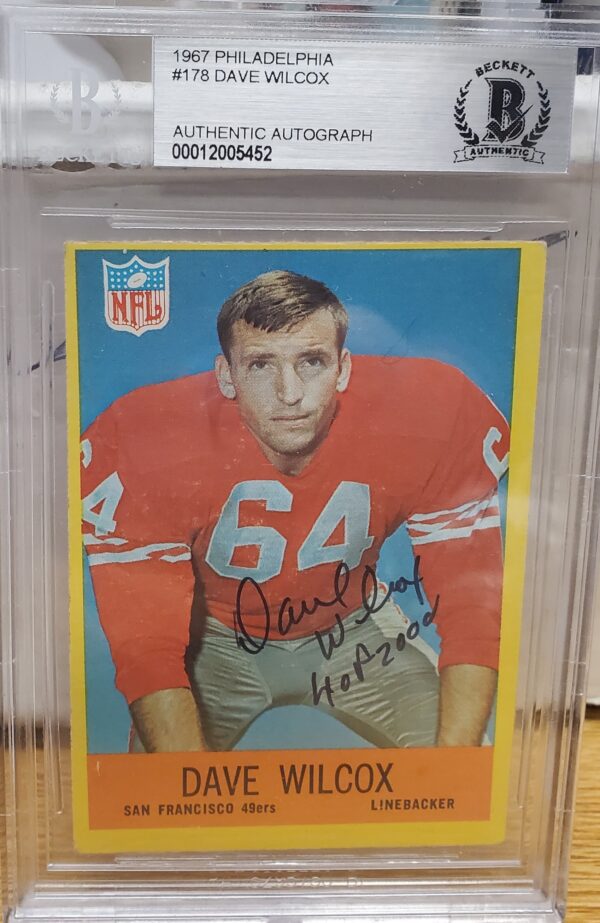 1967 PHILADELPHIA
#178 DAVE WILCOX
AUTHENTIC AUTOGRAPH
00012005452
BECKETT
B
AUTHENTIC
B
NFL
64
64
Dave Wilcox
HOF 2000
DAVE WILCOX
SAN FRANCISCO 49ers LINEBACKER